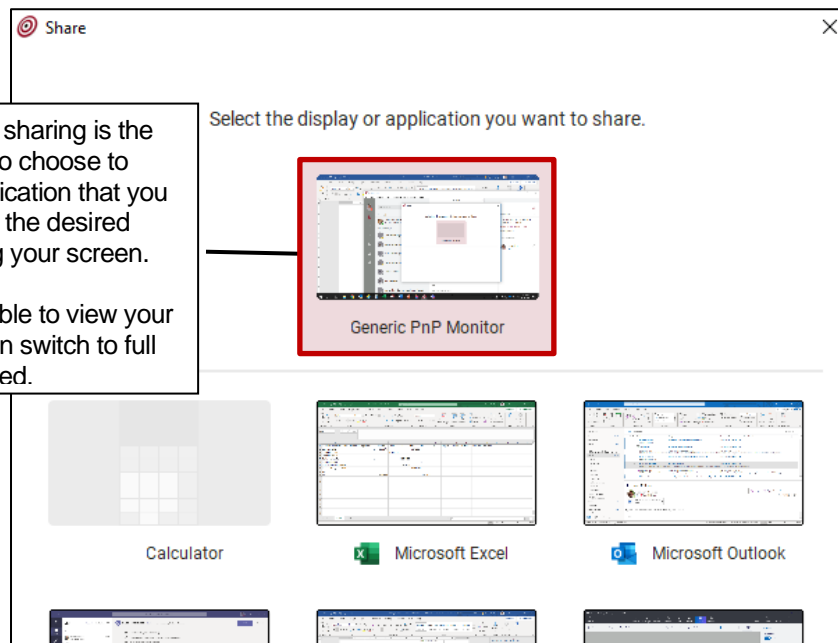 Share
Select the display or application you want to share.
sharing is the
o choose to
lication that you
the desired
g your screen.
ble to view your
n switch to full
ed.
Generic PnP Monitor
Calculator
Microsoft Excel
Microsoft Outlook